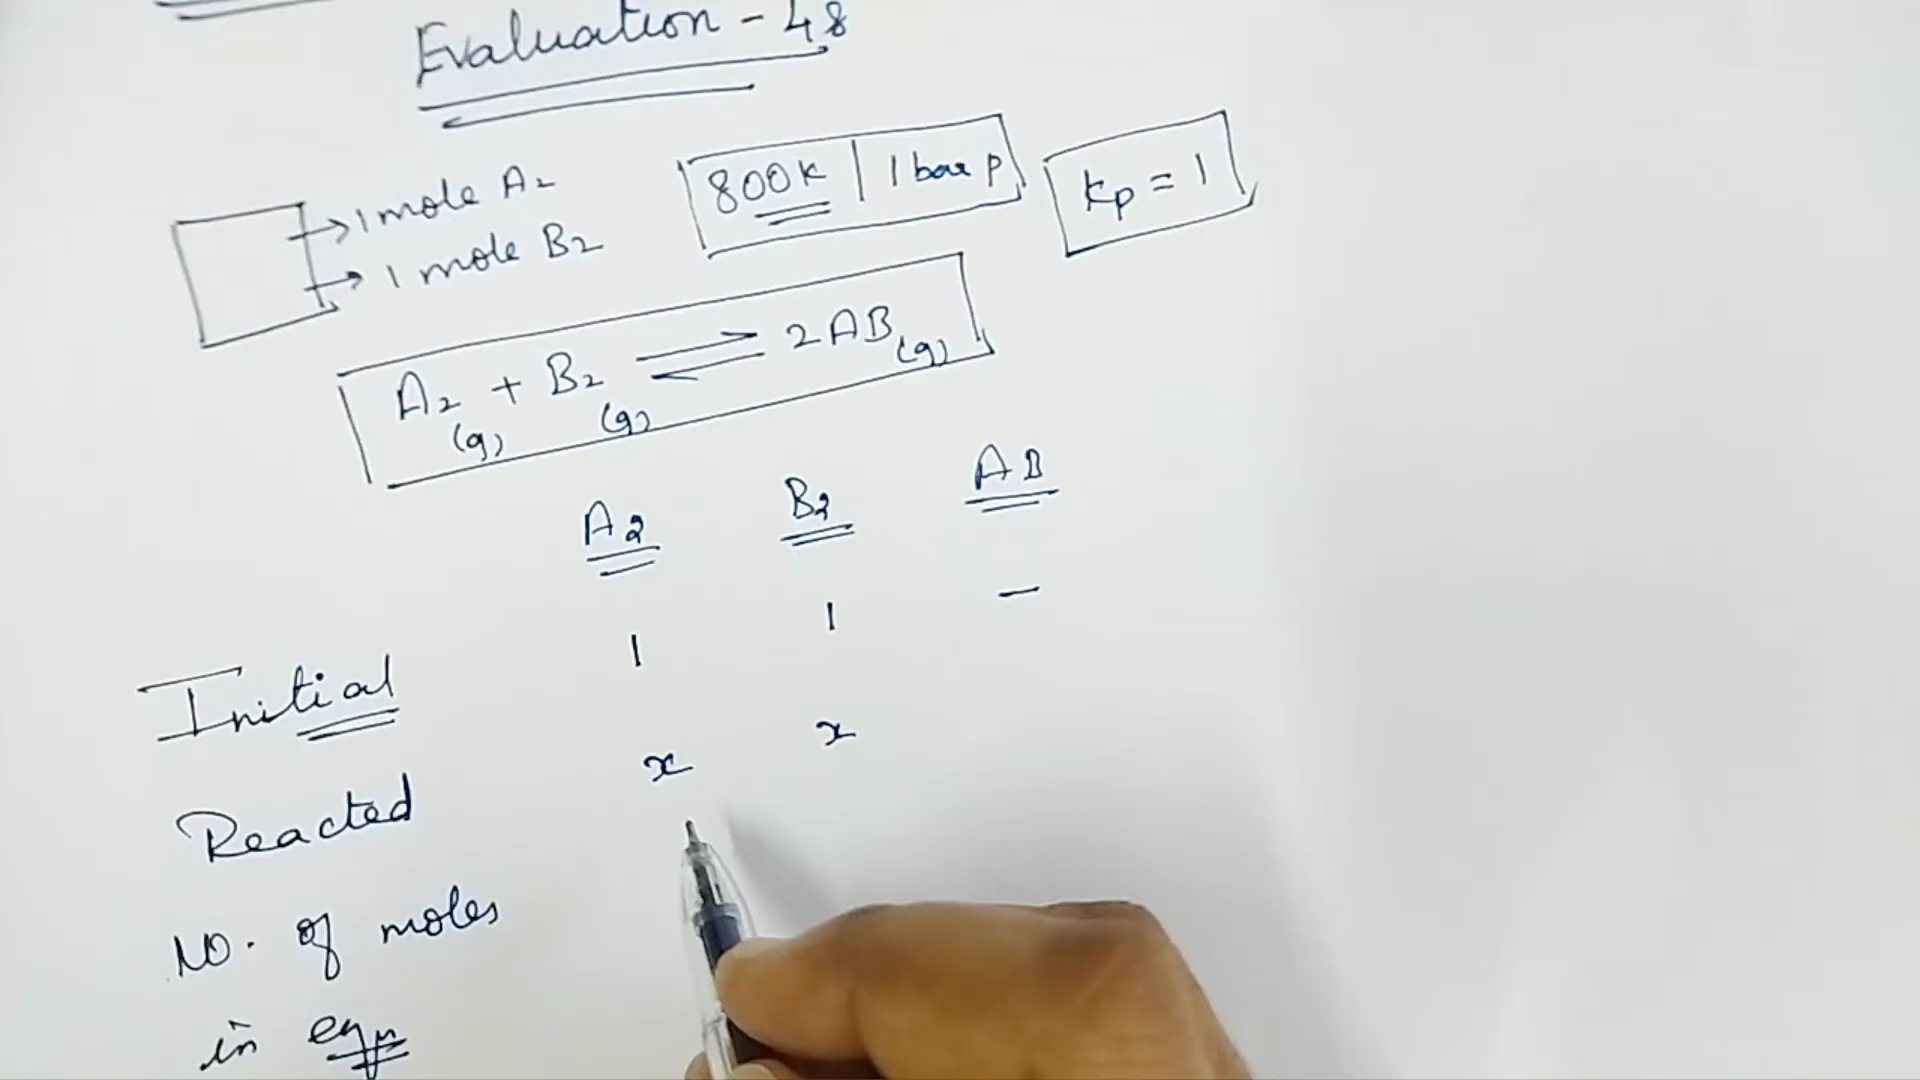 Evaluation - 48
1 mole A2
1 mole B2
800K | 1 bar P
Kp = 1
A2 (g) + B2 (g) ⇌ 2AB (g)
A2 B2 AB
Initial 1 1 —
Reacted x x
NO. of moles
in eqm